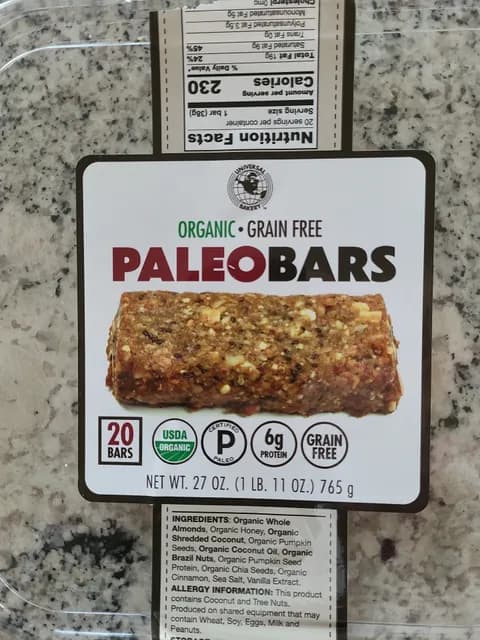 Nutrition Facts
20 servings per container
Serving size 1 bar (38g)
Amount per serving
Calories 230
% Daily Value*
Total Fat 19g 24%
Saturated Fat 9g 45%
Trans Fat 0g
Polyunsaturated Fat 3.5g
Monounsaturated Fat 5g
Cholesterol 0mg
UNIVERSAL
BAKERY
ORGANIC • GRAIN FREE
PALEOBARS
20
BARS
USDA
ORGANIC
CERTIFIED
P
PALEO
6g
PROTEIN
GRAIN
FREE
NET WT. 27 OZ. (1 LB. 11 OZ.) 765 g
INGREDIENTS: Organic Whole
Almonds, Organic Honey, Organic
Shredded Coconut, Organic Pumpkin
Seeds, Organic Coconut Oil, Organic
Brazil Nuts, Organic Pumpkin Seed
Protein, Organic Chia Seeds, Organic
Cinnamon, Sea Salt, Vanilla Extract.
ALLERGY INFORMATION: This product
contains Coconut and Tree Nuts.
Produced on shared equipment that may
contain Wheat, Soy, Eggs, Milk and
Peanuts.